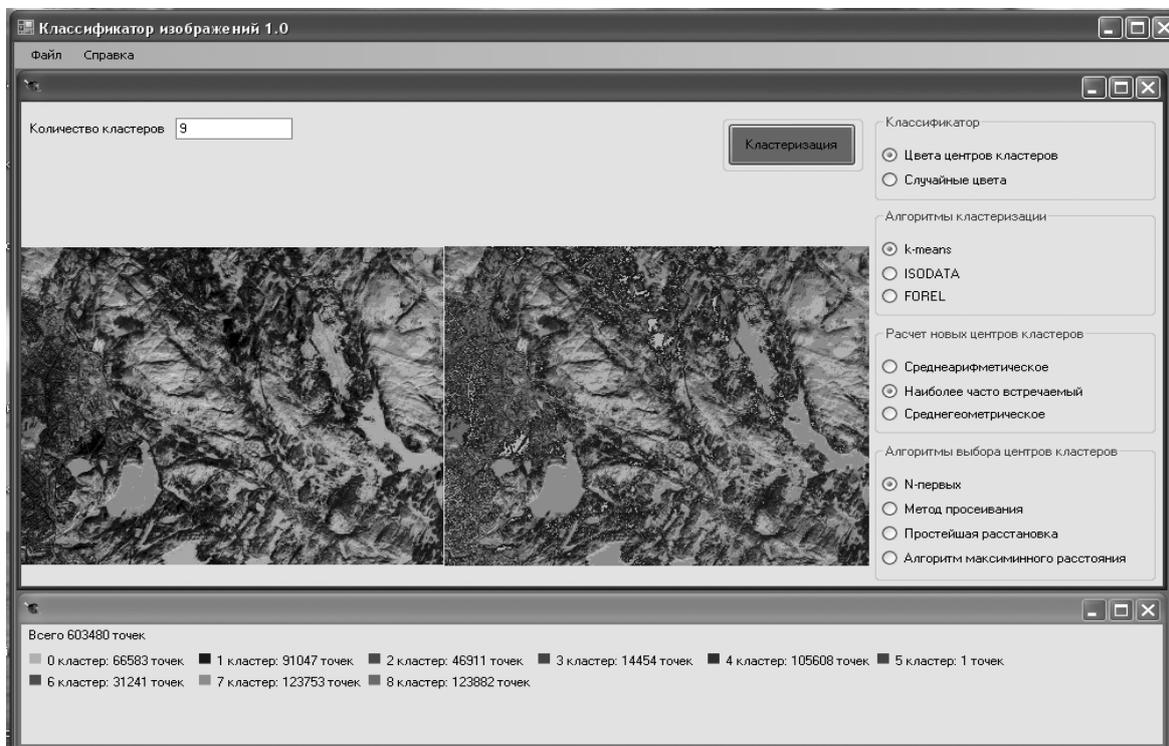 Классификатор изображений 1.0
Файл Справка
Количество кластеров 9
Кластеризация
Классификатор
Цвета центров кластеров
Случайные цвета
Алгоритмы кластеризации
k-means
ISODATA
FOREL
Расчет новых центров кластеров
Среднеарифметическое
Наиболее часто встречаемый
Среднегеометрическое
Алгоритмы выбора центров кластеров
N-первых
Метод просеивания
Простейшая расстановка
Алгоритм максиминного расстояния
Всего 603480 точек
0 кластер: 66583 точек 1 кластер: 91047 точек 2 кластер: 46911 точек 3 кластер: 14454 точек 4 кластер: 105608 точек 5 кластер: 1 точек
6 кластер: 31241 точек 7 кластер: 123753 точек 8 кластер: 123882 точек